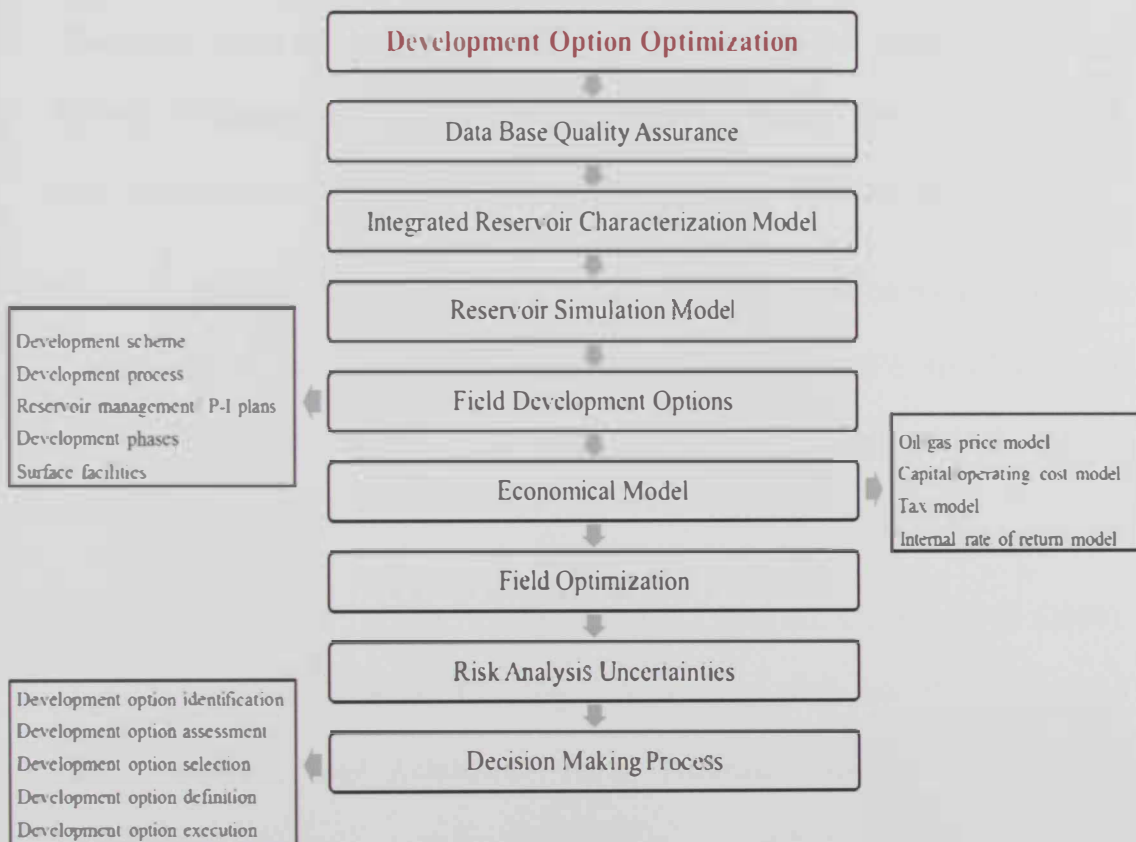 Development Option Optimization
Data Base Quality Assurance
Integrated Reservoir Characterization Model
Reservoir Simulation Model
Field Development Options
Development scheme
Development process
Reservoir management P-I plans
Development phases
Surface facilities
Economical Model
Oil gas price model
Capital operating cost model
Tax model
Internal rate of return model
Field Optimization
Risk Analysis Uncertainties
Decision Making Process
Development option identification
Development option assessment
Development option selection
Development option definition
Development option execution